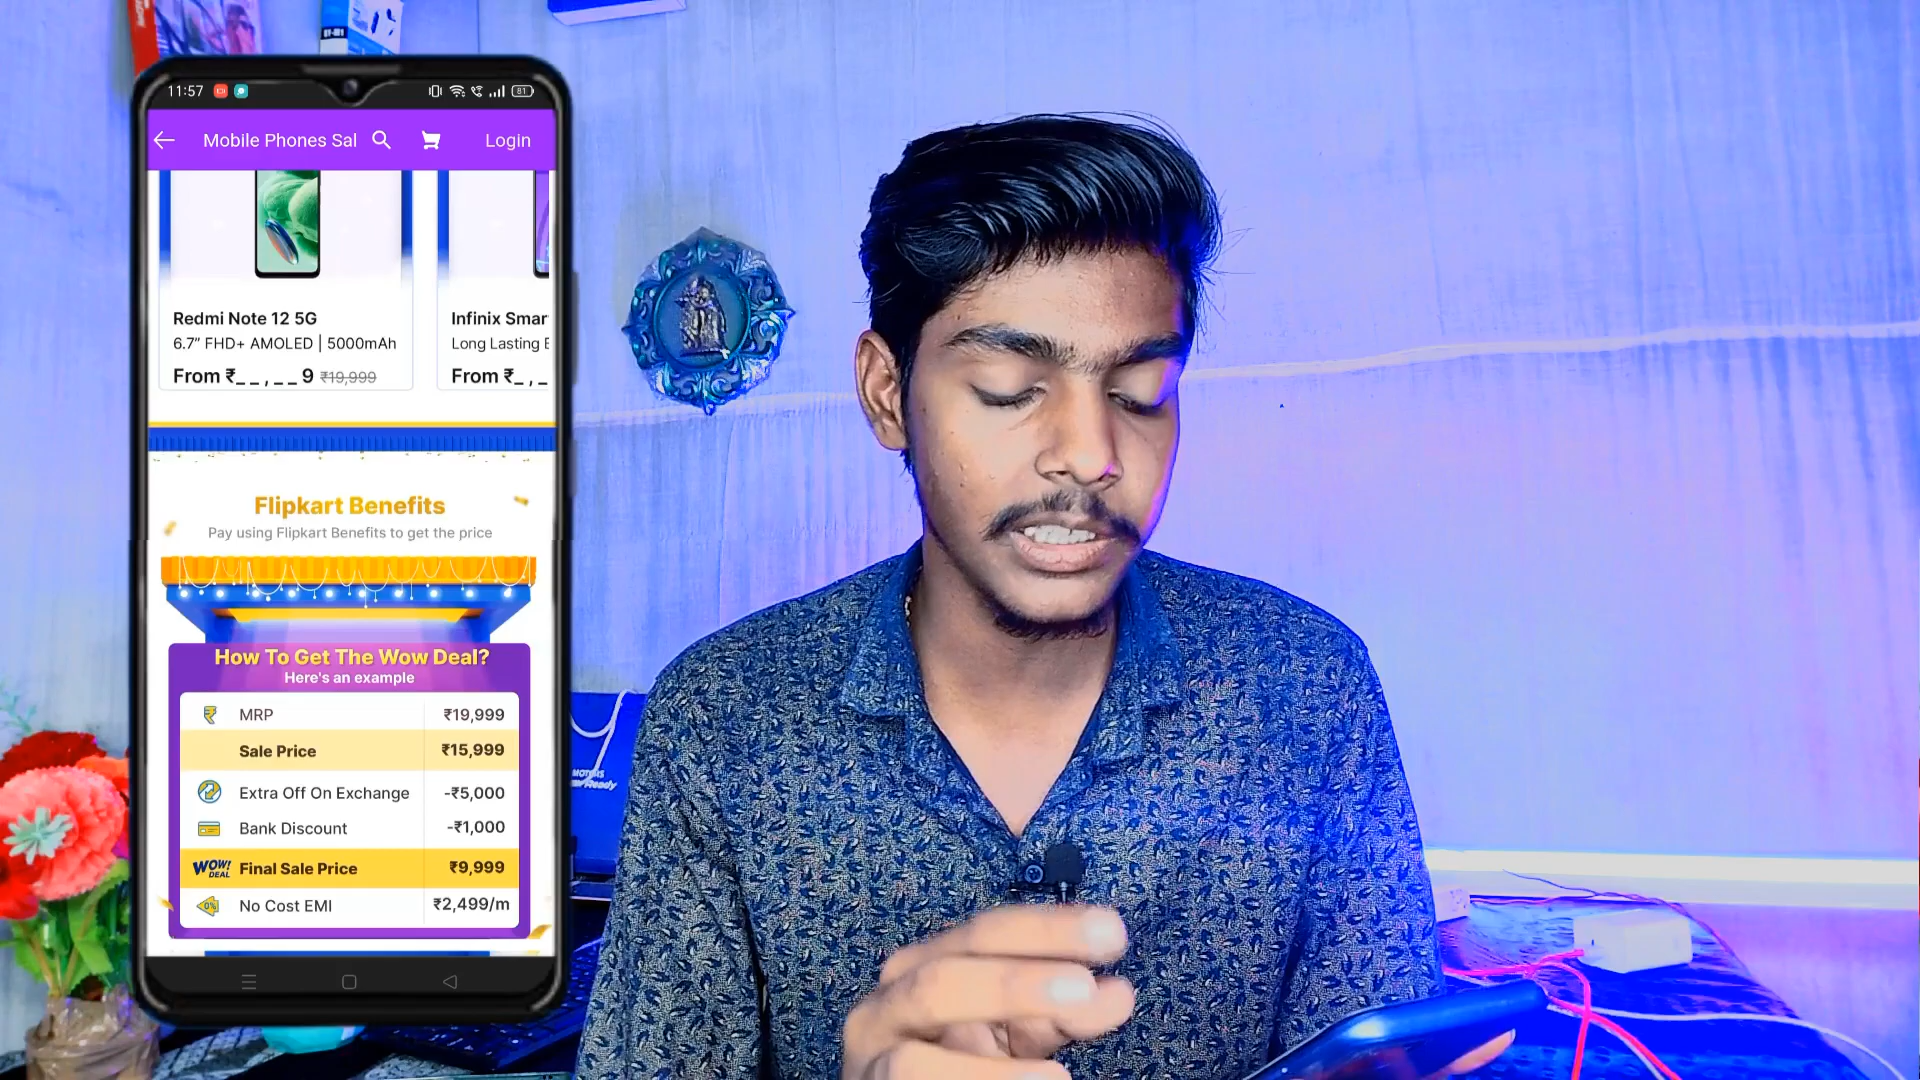 11:57
81
Mobile Phones Sal
Login
Redmi Note 12 5G
6.7” FHD+ AMOLED | 5000mAh
From ₹_ _ , _ _ 9 ₹19,999
Infinix Smar
Long Lasting
From ₹_ , _
Flipkart Benefits
Pay using Flipkart Benefits to get the price
How To Get The Wow Deal?
Here's an example
MRP ₹19,999
Sale Price ₹15,999
Extra Off On Exchange -₹5,000
Bank Discount -₹1,000
WOW! DEAL Final Sale Price ₹9,999
0% No Cost EMI ₹2,499/m